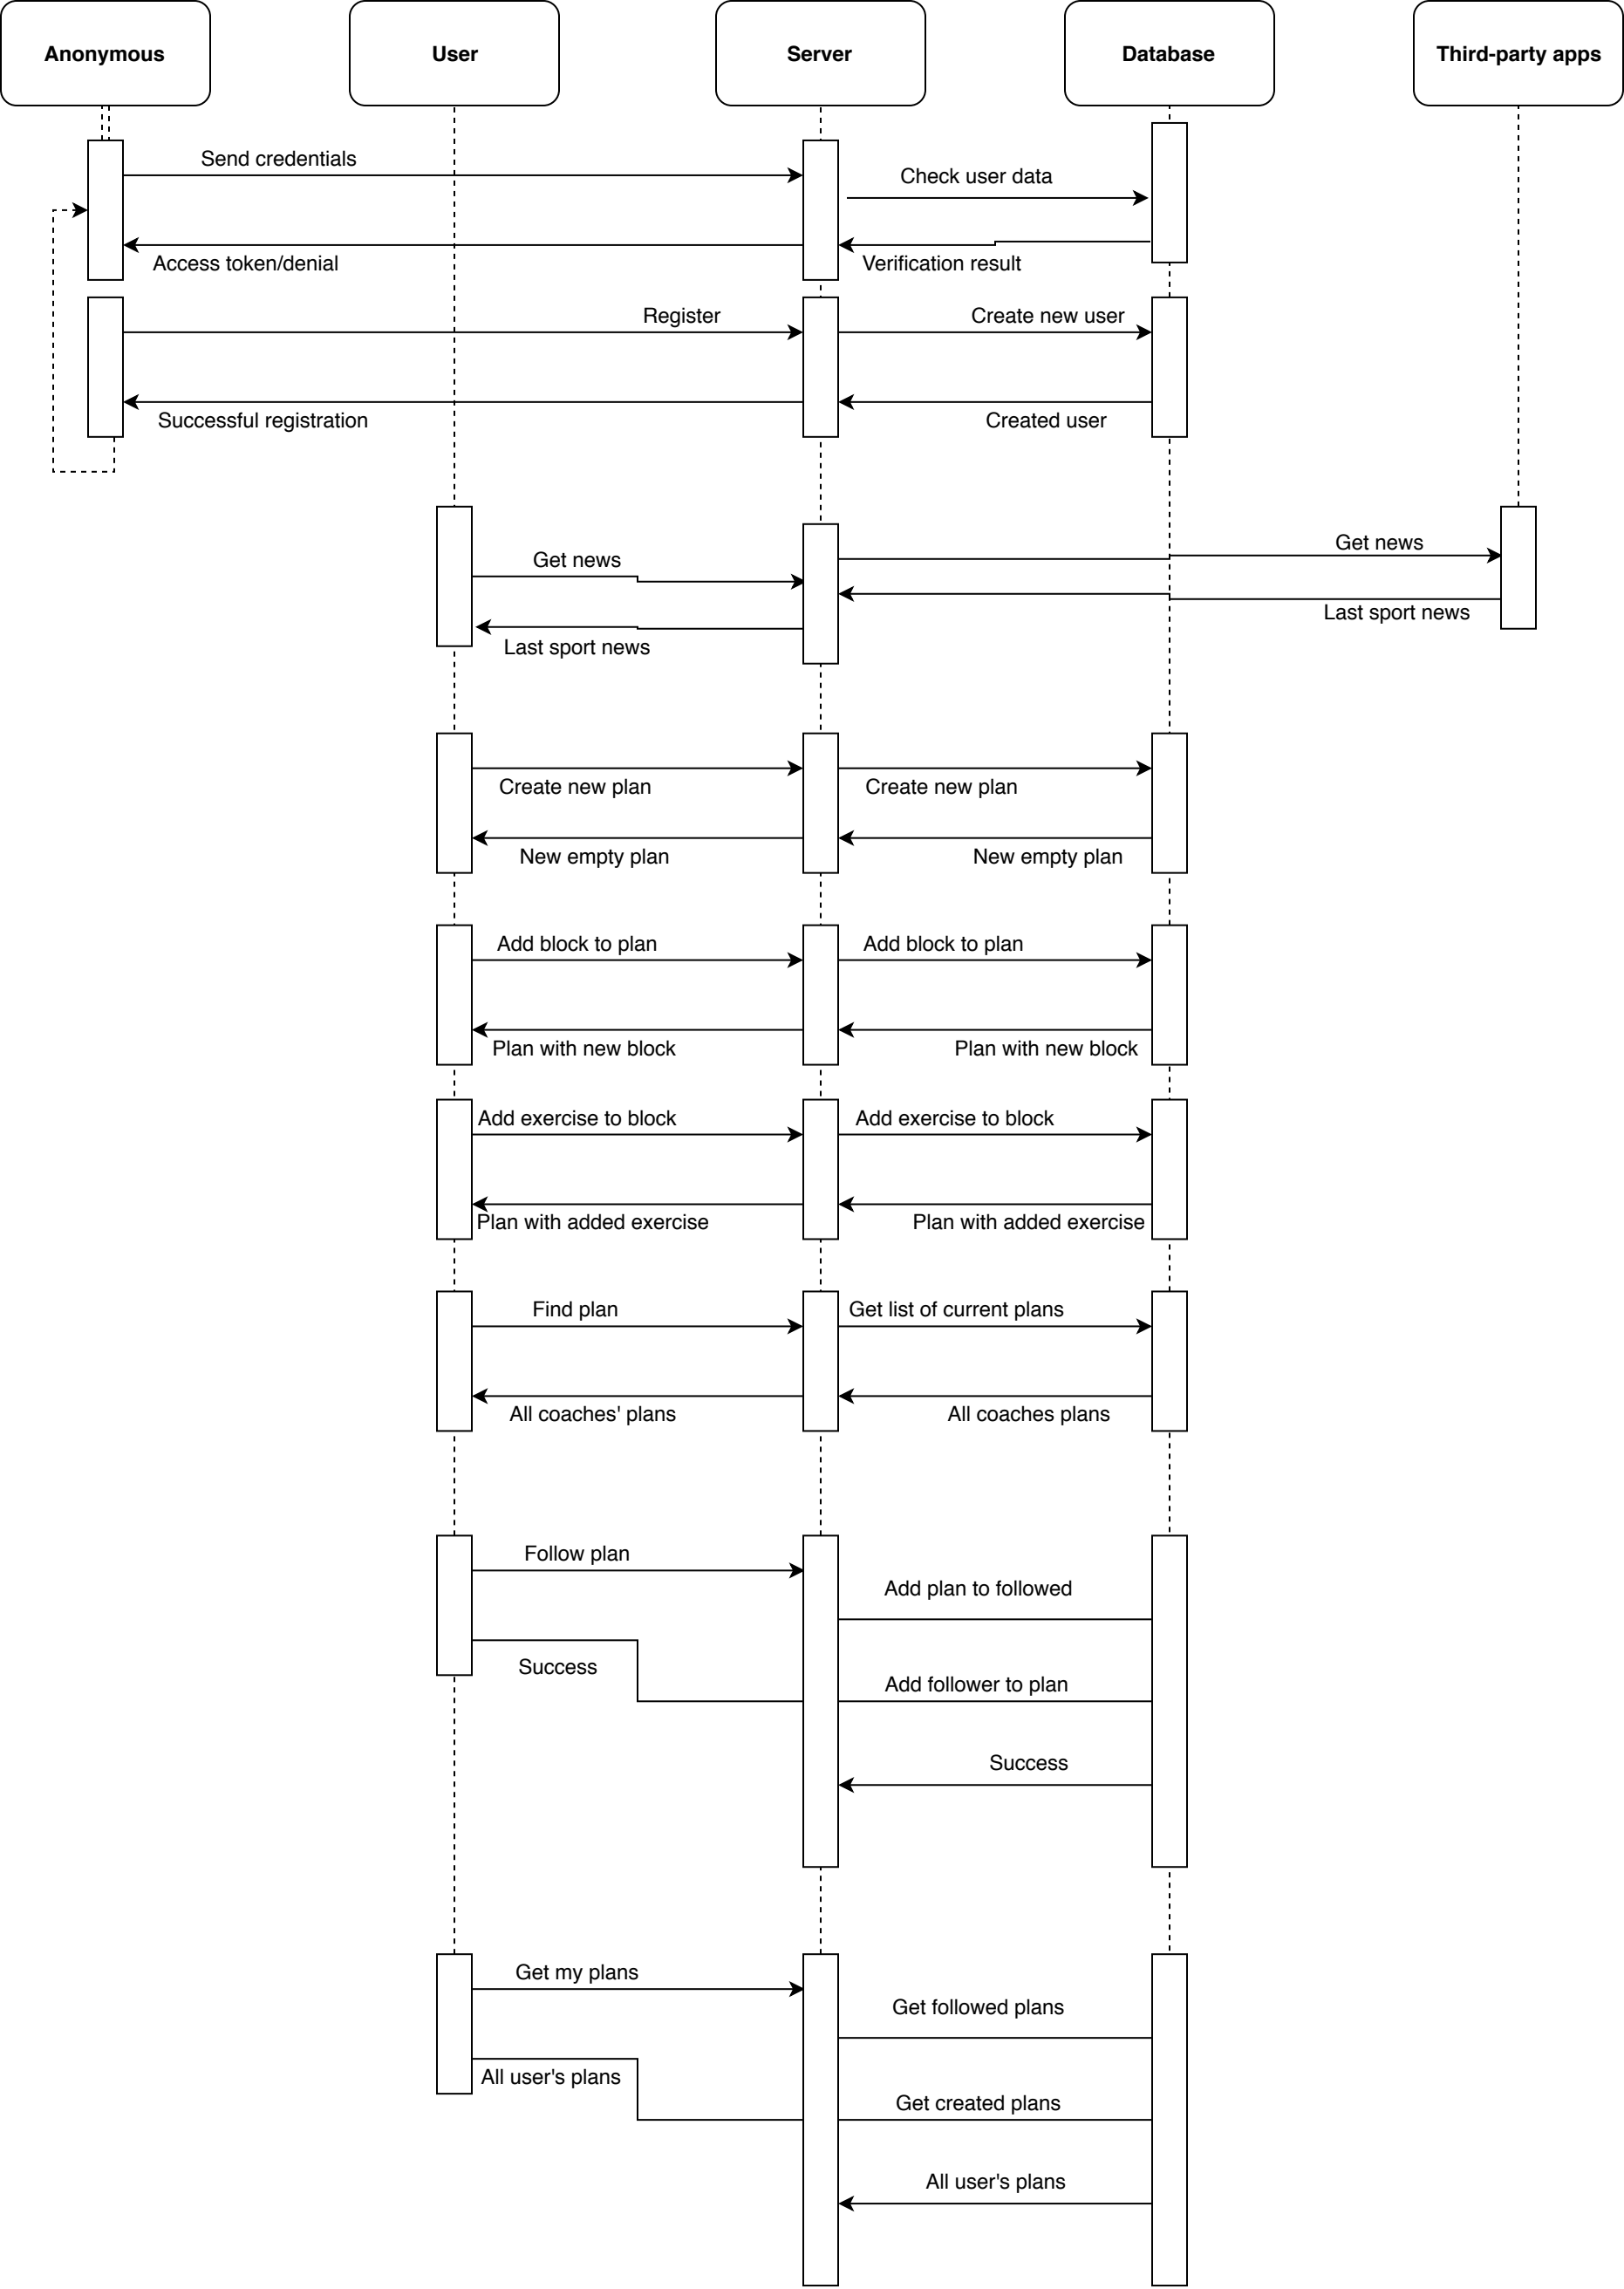 Anonymous
User
Server
Database
Third-party apps
Send credentials
Check user data
Access token/denial
Verification result
Register
Create new user
Successful registration
Created user
Get news
Get news
Last sport news
Last sport news
Create new plan
Create new plan
New empty plan
New empty plan
Add block to plan
Add block to plan
Plan with new block
Plan with new block
Add exercise to block
Add exercise to block
Plan with added exercise
Plan with added exercise
Find plan
Get list of current plans
All coaches' plans
All coaches plans
Follow plan
Add plan to followed
Success
Add follower to plan
Success
Get my plans
Get followed plans
All user's plans
Get created plans
All user's plans